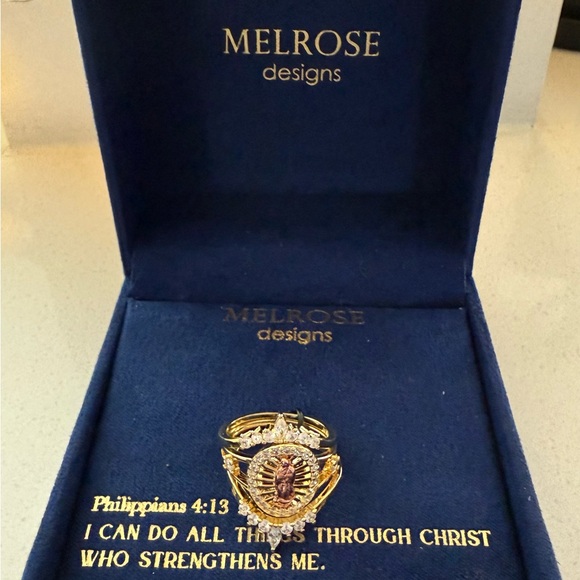 MELROSE
designs
MELROSE
designs
Philippians 4:13
I CAN DO ALL THINGS THROUGH CHRIST
WHO STRENGTHENS ME.